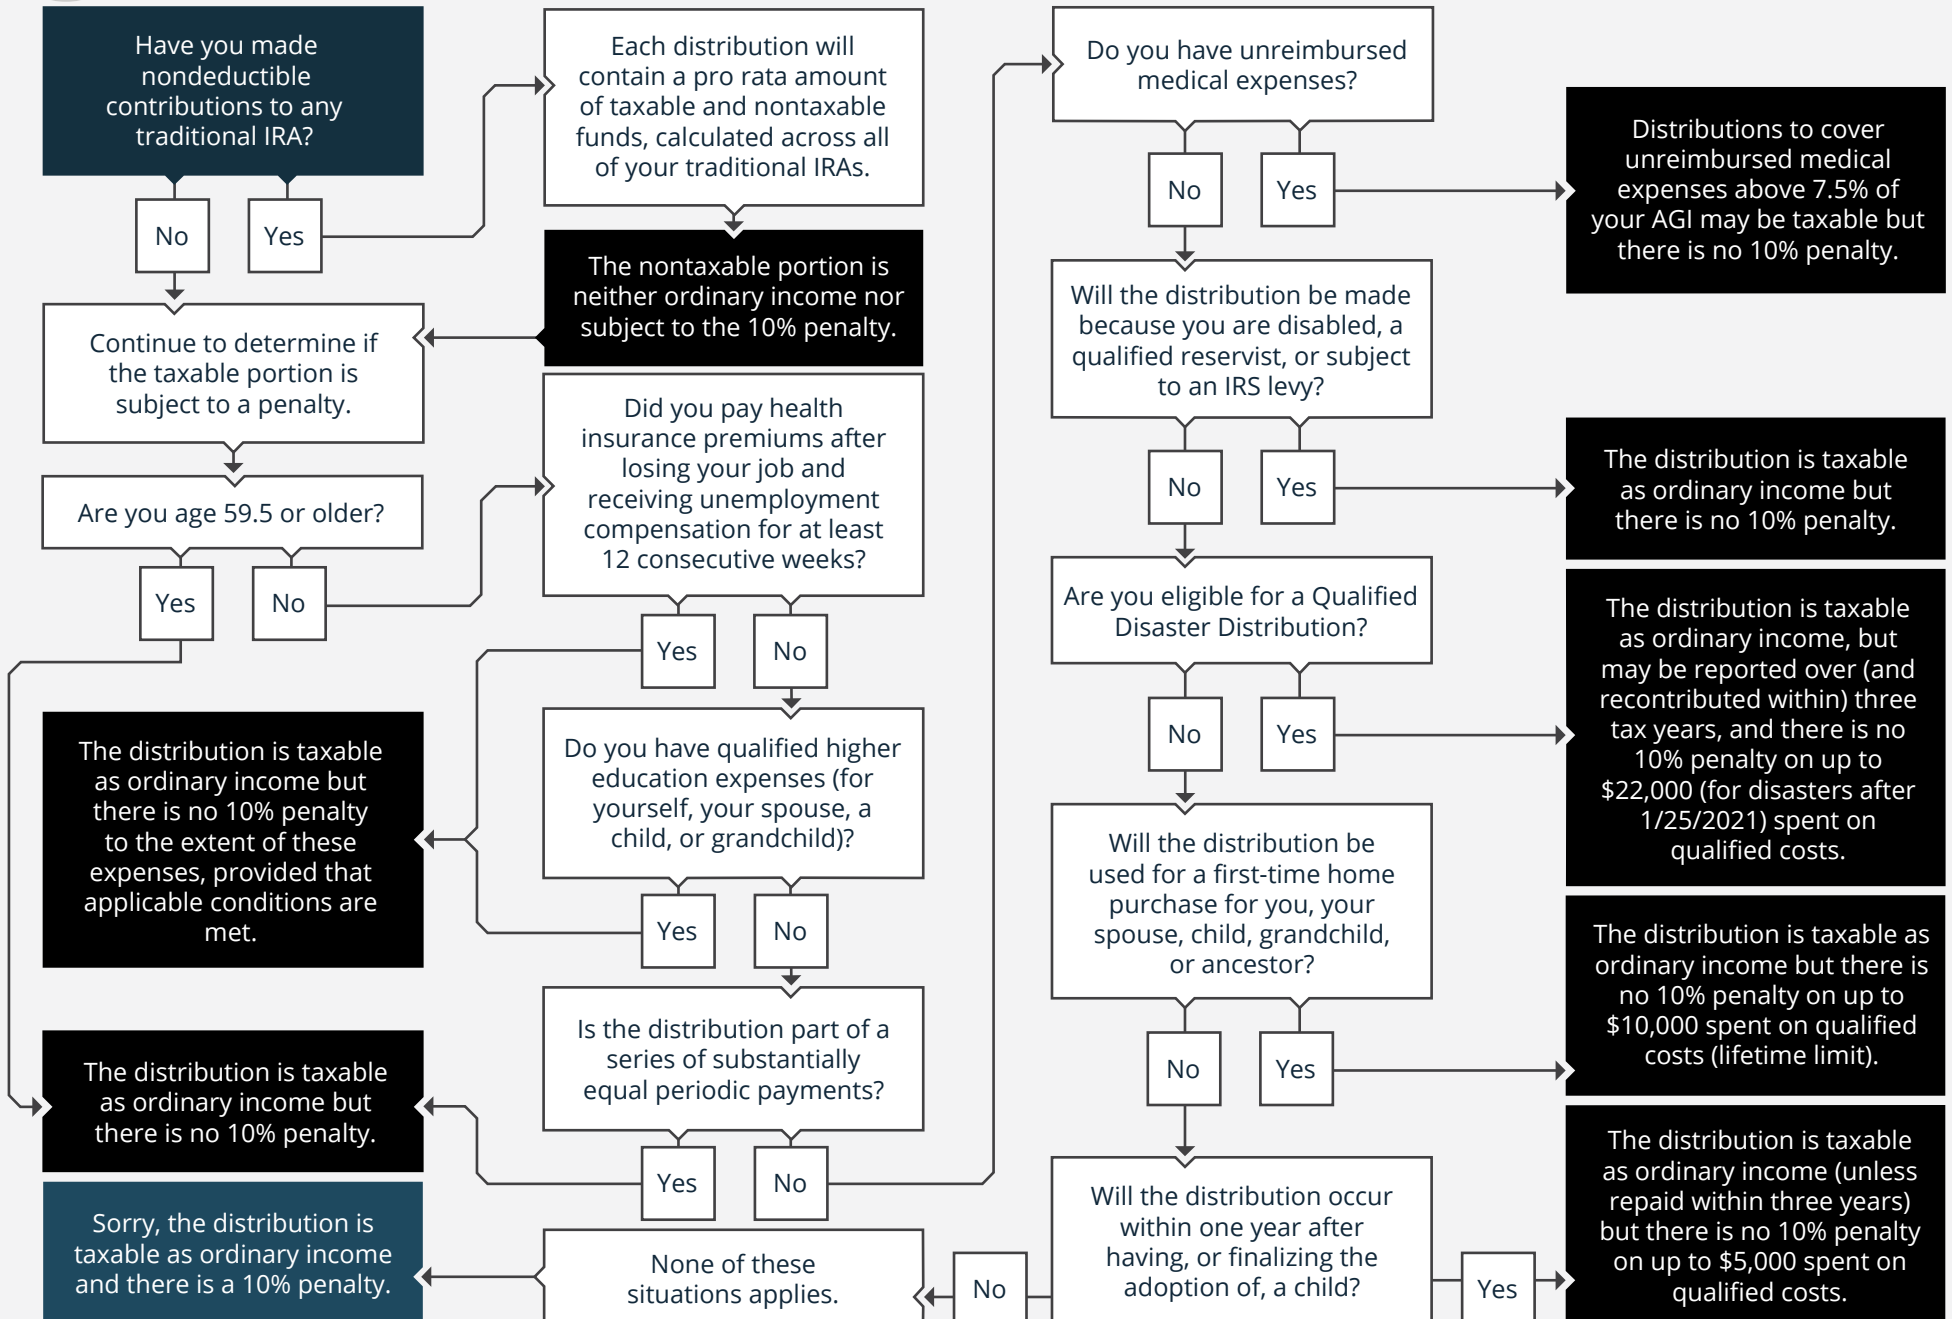 Have you made
nondeductible
contributions to any
traditional IRA?
No
Yes
Each distribution will
contain a pro rata amount
of taxable and nontaxable
funds, calculated across all
of your traditional IRAs.
The nontaxable portion is
neither ordinary income nor
subject to the 10% penalty.
Continue to determine if
the taxable portion is
subject to a penalty.
Are you age 59.5 or older?
Yes
No
Did you pay health
insurance premiums after
losing your job and
receiving unemployment
compensation for at least
12 consecutive weeks?
Yes
No
The distribution is taxable
as ordinary income but
there is no 10% penalty
to the extent of these
expenses, provided that
applicable conditions are
met.
Do you have qualified higher
education expenses (for
yourself, your spouse, a
child, or grandchild)?
Yes
No
Is the distribution part of a
series of substantially
equal periodic payments?
Yes
No
The distribution is taxable
as ordinary income but
there is no 10% penalty.
Sorry, the distribution is
taxable as ordinary income
and there is a 10% penalty.
None of these
situations applies.
Do you have unreimbursed
medical expenses?
No
Yes
Distributions to cover
unreimbursed medical
expenses above 7.5% of
your AGI may be taxable but
there is no 10% penalty.
Will the distribution be made
because you are disabled, a
qualified reservist, or subject
to an IRS levy?
No
Yes
The distribution is taxable
as ordinary income but
there is no 10% penalty.
Are you eligible for a Qualified
Disaster Distribution?
No
Yes
The distribution is taxable
as ordinary income, but
may be reported over (and
recontributed within) three
tax years, and there is no
10% penalty on up to
$22,000 (for disasters after
1/25/2021) spent on
qualified costs.
Will the distribution be
used for a first-time home
purchase for you, your
spouse, child, grandchild,
or ancestor?
No
Yes
The distribution is taxable as
ordinary income but there is
no 10% penalty on up to
$10,000 spent on qualified
costs (lifetime limit).
Will the distribution occur
within one year after
having, or finalizing the
adoption of, a child?
No
Yes
The distribution is taxable
as ordinary income (unless
repaid within three years)
but there is no 10% penalty
on up to $5,000 spent on
qualified costs.